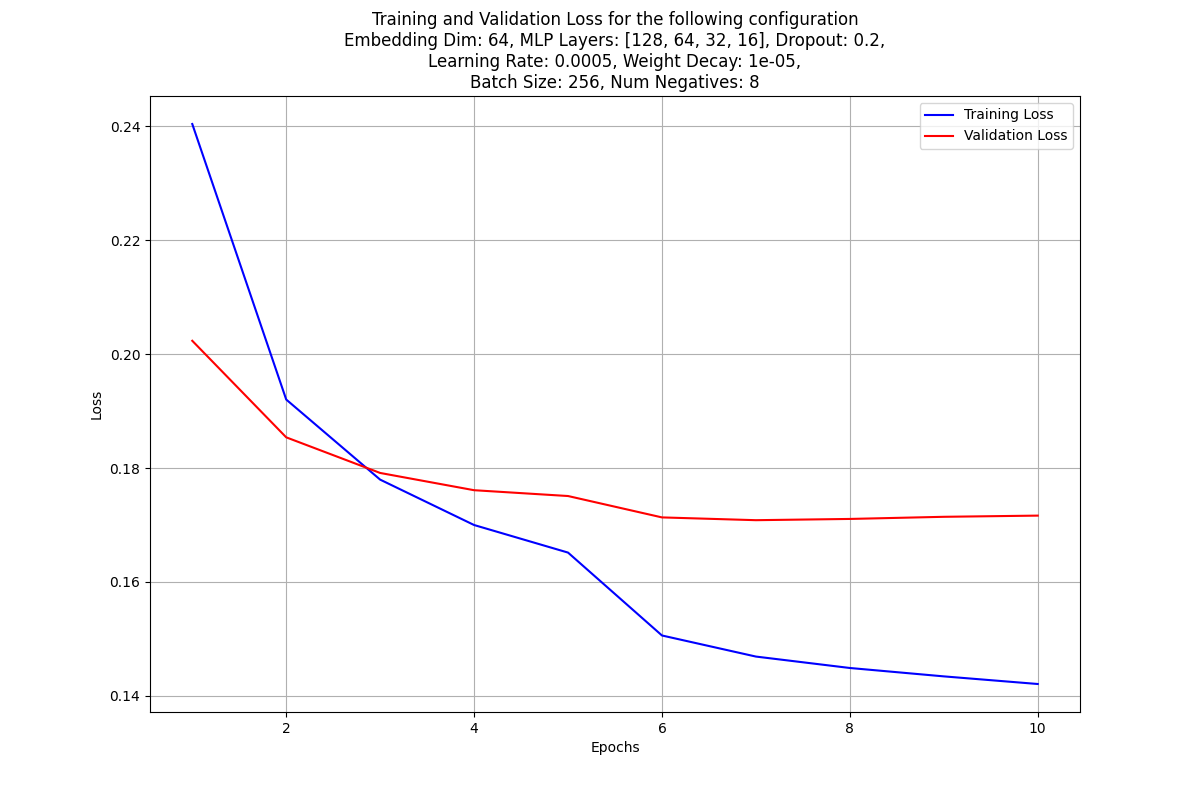 Training and Validation Loss for the following configuration
Embedding Dim: 64, MLP Layers: [128, 64, 32, 16], Dropout: 0.2,
Learning Rate: 0.0005, Weight Decay: 1e-05,
Batch Size: 256, Num Negatives: 8
Training Loss
Validation Loss
0.24
0.22
0.20
0.18
0.16
0.14
Loss
2 4 6 8 10
Epochs